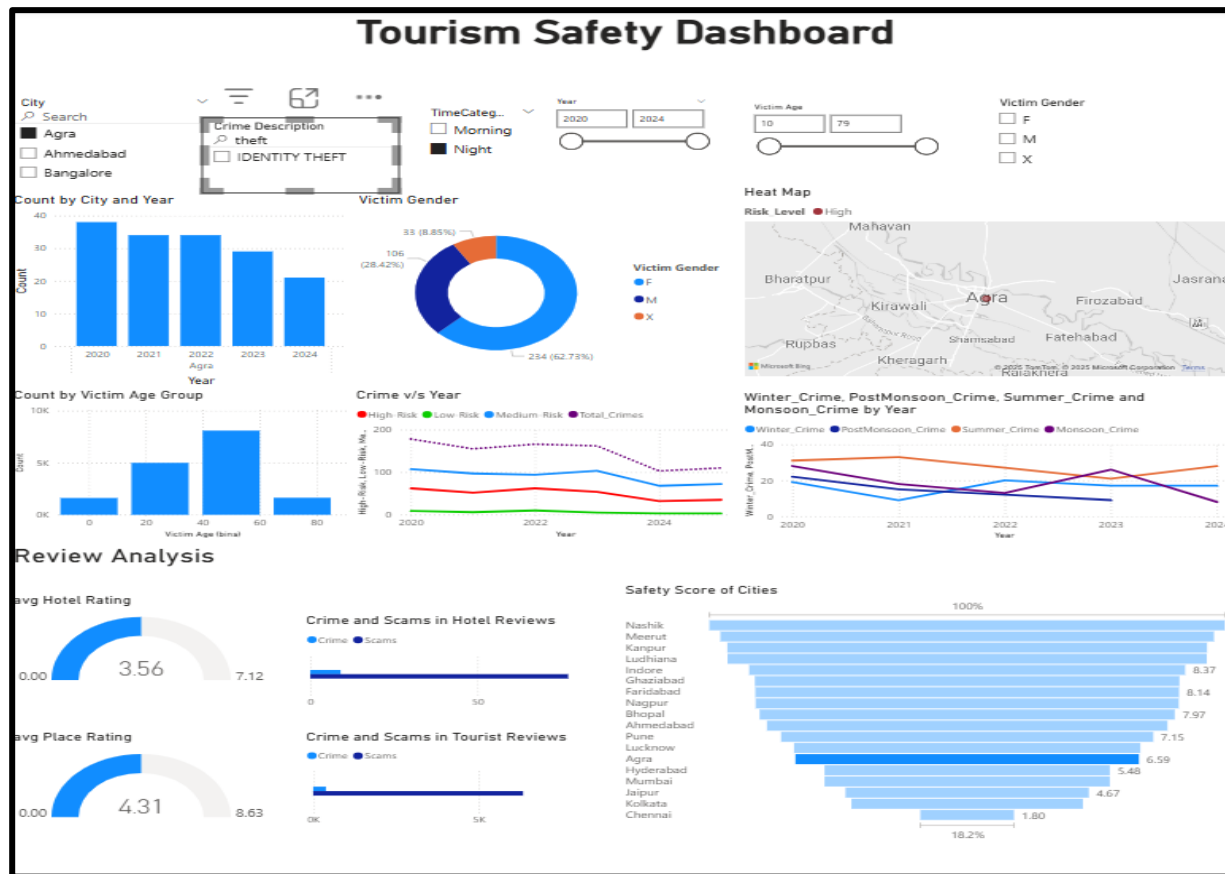 Tourism Safety Dashboard
City
Search
Agra
Ahmedabad
Bangalore
Crime Description
theft
IDENTITY THEFT
TimeCateg...
Morning
Night
Year
2020 2024
Victim Age
10 79
Victim Gender
F
M
X
Count by City and Year
Count
40
30
20
10
0
2020 2021 2022 2023 2024
Agra
Year
Victim Gender
33 (8.85%)
106
(28.42%)
234 (62.73%)
Victim Gender
F
M
X
Heat Map
Risk_Level High
Mahavan
Bharatpur
Jasrana
Agra
Kirawali
Firozabad
Shamsabad
Fatehabad
Rupbas
Kheragarh
Microsoft Bing
© 2025 TomTom, © 2025 Microsoft Corporation Terms
Count by Victim Age Group
Count
10K
5K
0K
0 20 40 60 80
Victim Age (bins)
Crime v/s Year
High-Risk Low-Risk Medium-Risk Total_Crimes
High-Risk, Low-Risk, Me...
200
100
0
2020 2022 2024
Year
Winter_Crime, PostMonsoon_Crime, Summer_Crime and
Monsoon_Crime by Year
Winter_Crime PostMonsoon_Crime Summer_Crime Monsoon_Crime
Winter_Crime, PostM...
40
20
0
2020 2021 2022 2023 2024
Year
Review Analysis
avg Hotel Rating
3.56
0.00 7.12
Crime and Scams in Hotel Reviews
Crime Scams
0 50
avg Place Rating
4.31
0.00 8.63
Crime and Scams in Tourist Reviews
Crime Scams
0K 5K
Safety Score of Cities
100%
Nashik
Meerut
Kanpur
Ludhiana
Indore 8.37
Ghaziabad
Faridabad 8.14
Nagpur
Bhopal 7.97
Ahmedabad
Pune 7.15
Lucknow
Agra 6.59
Hyderabad 5.48
Mumbai
Jaipur 4.67
Kolkata
Chennai 1.80
18.2%